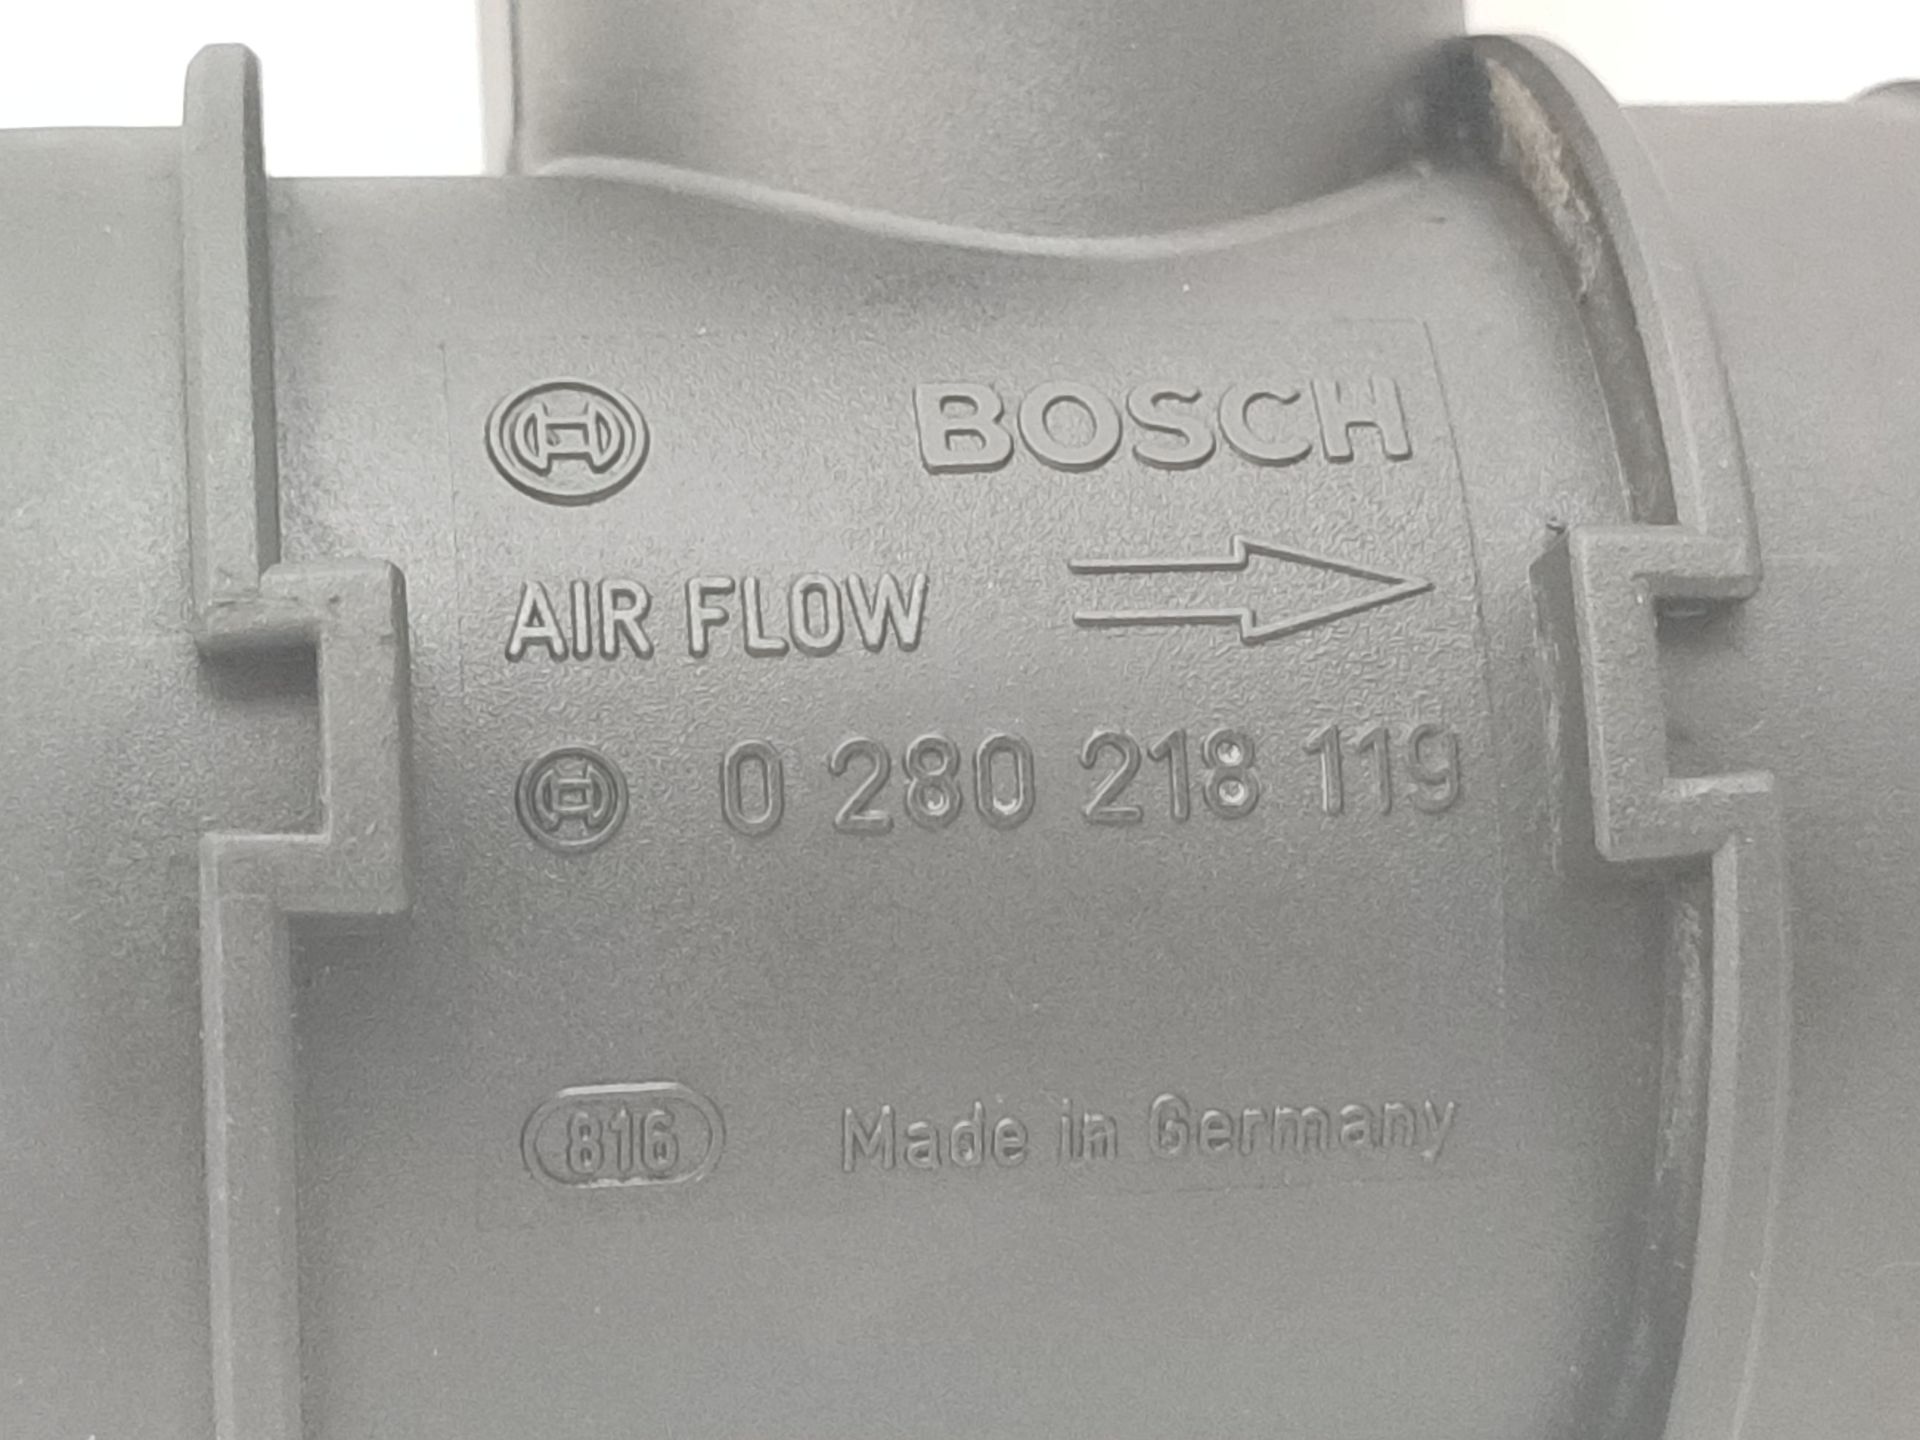 BOSCH
AIR FLOW
0 280 218 119
816 Made in Germany